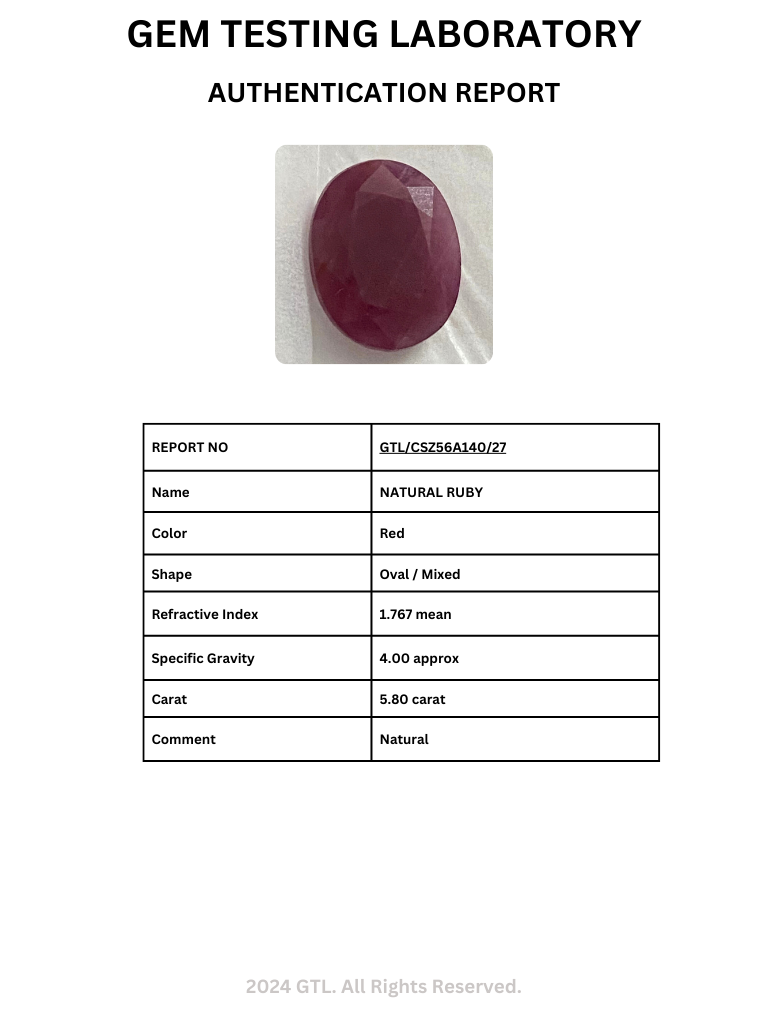 GEM TESTING LABORATORY
AUTHENTICATION REPORT
REPORT NO GTL/CSZ56A140/27
Name NATURAL RUBY
Color Red
Shape Oval / Mixed
Refractive Index 1.767 mean
Specific Gravity 4.00 approx
Carat 5.80 carat
Comment Natural
2024 GTL. All Rights Reserved.